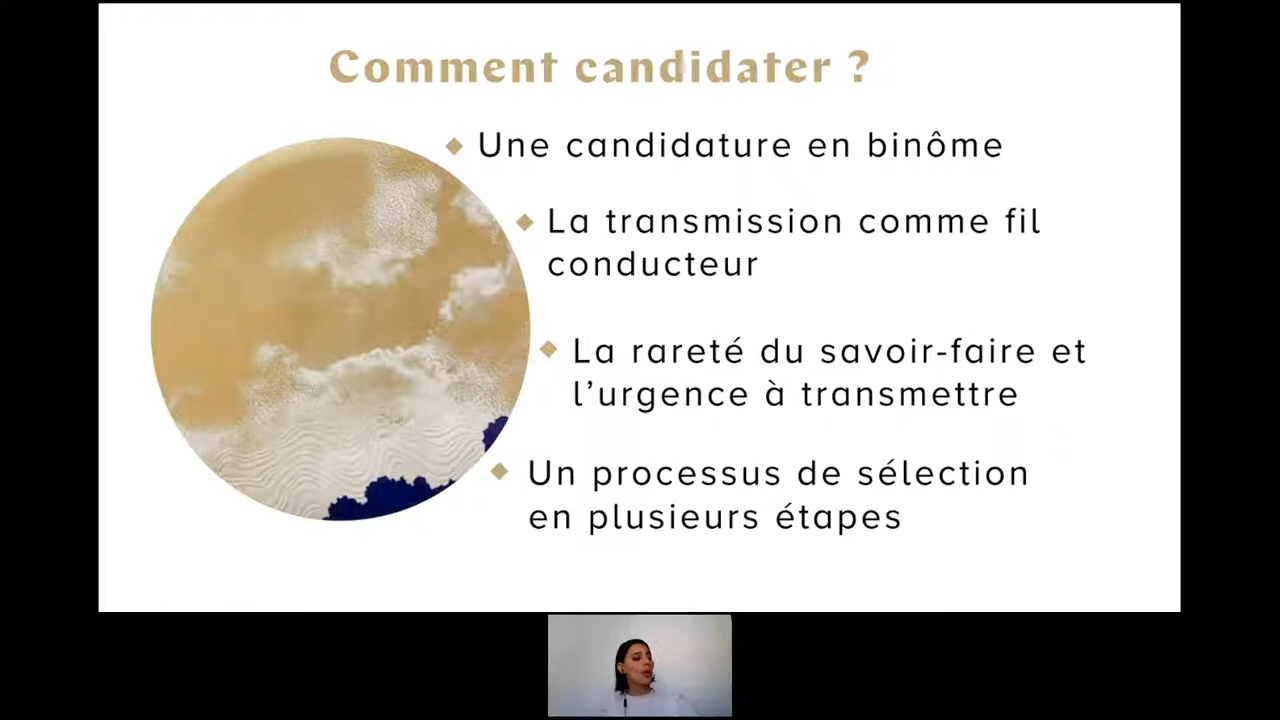 Comment candidater ?
Une candidature en binôme
La transmission comme fil
conducteur
La rareté du savoir-faire et
l’urgence à transmettre
Un processus de sélection
en plusieurs étapes